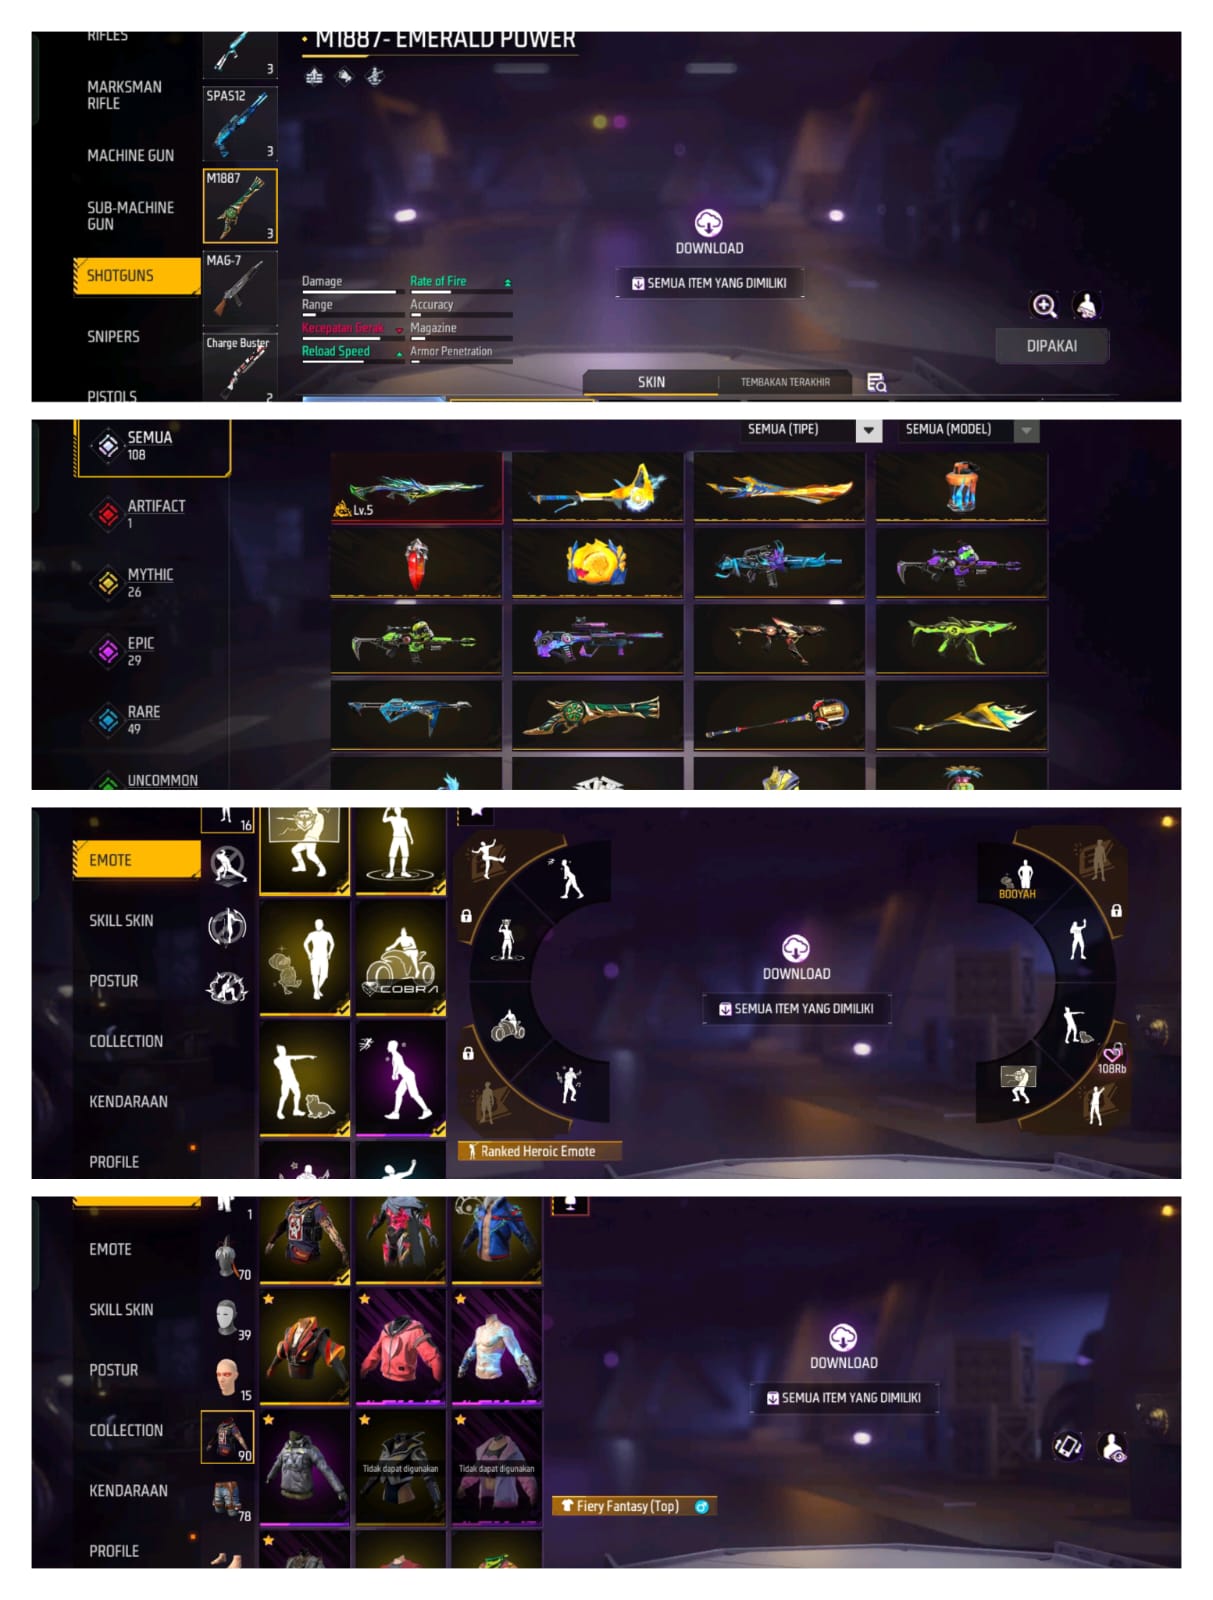 RIFLES
3
MARKSMAN
RIFLE
MACHINE GUN
SUB-MACHINE
GUN
SHOTGUNS
SNIPERS
PISTOLS
SPAS12
3
M1887
3
MAG-7
Charge Buster
2
M1887- EMERALD POWER
DOWNLOAD
SEMUA ITEM YANG DIMILIKI
Damage
Rate of Fire
Range
Accuracy
Kecepatan Gerak
Magazine
Reload Speed
Armor Penetration
DIPAKAI
SKIN
TEMBAKAN TERAKHIR
SEMUA
108
ARTIFACT
1
MYTHIC
26
EPIC
29
RARE
49
UNCOMMON
SEMUA (TIPE)
SEMUA (MODEL)
Lv.5
16
EMOTE
SKILL SKIN
POSTUR
COLLECTION
KENDARAAN
PROFILE
COBRA
BOOYAH
DOWNLOAD
SEMUA ITEM YANG DIMILIKI
108Rb
Ranked Heroic Emote
1
EMOTE
70
SKILL SKIN
39
POSTUR
15
COLLECTION
90
KENDARAAN
78
PROFILE
Tidak dapat digunakan
Tidak dapat digunakan
DOWNLOAD
SEMUA ITEM YANG DIMILIKI
Fiery Fantasy (Top)